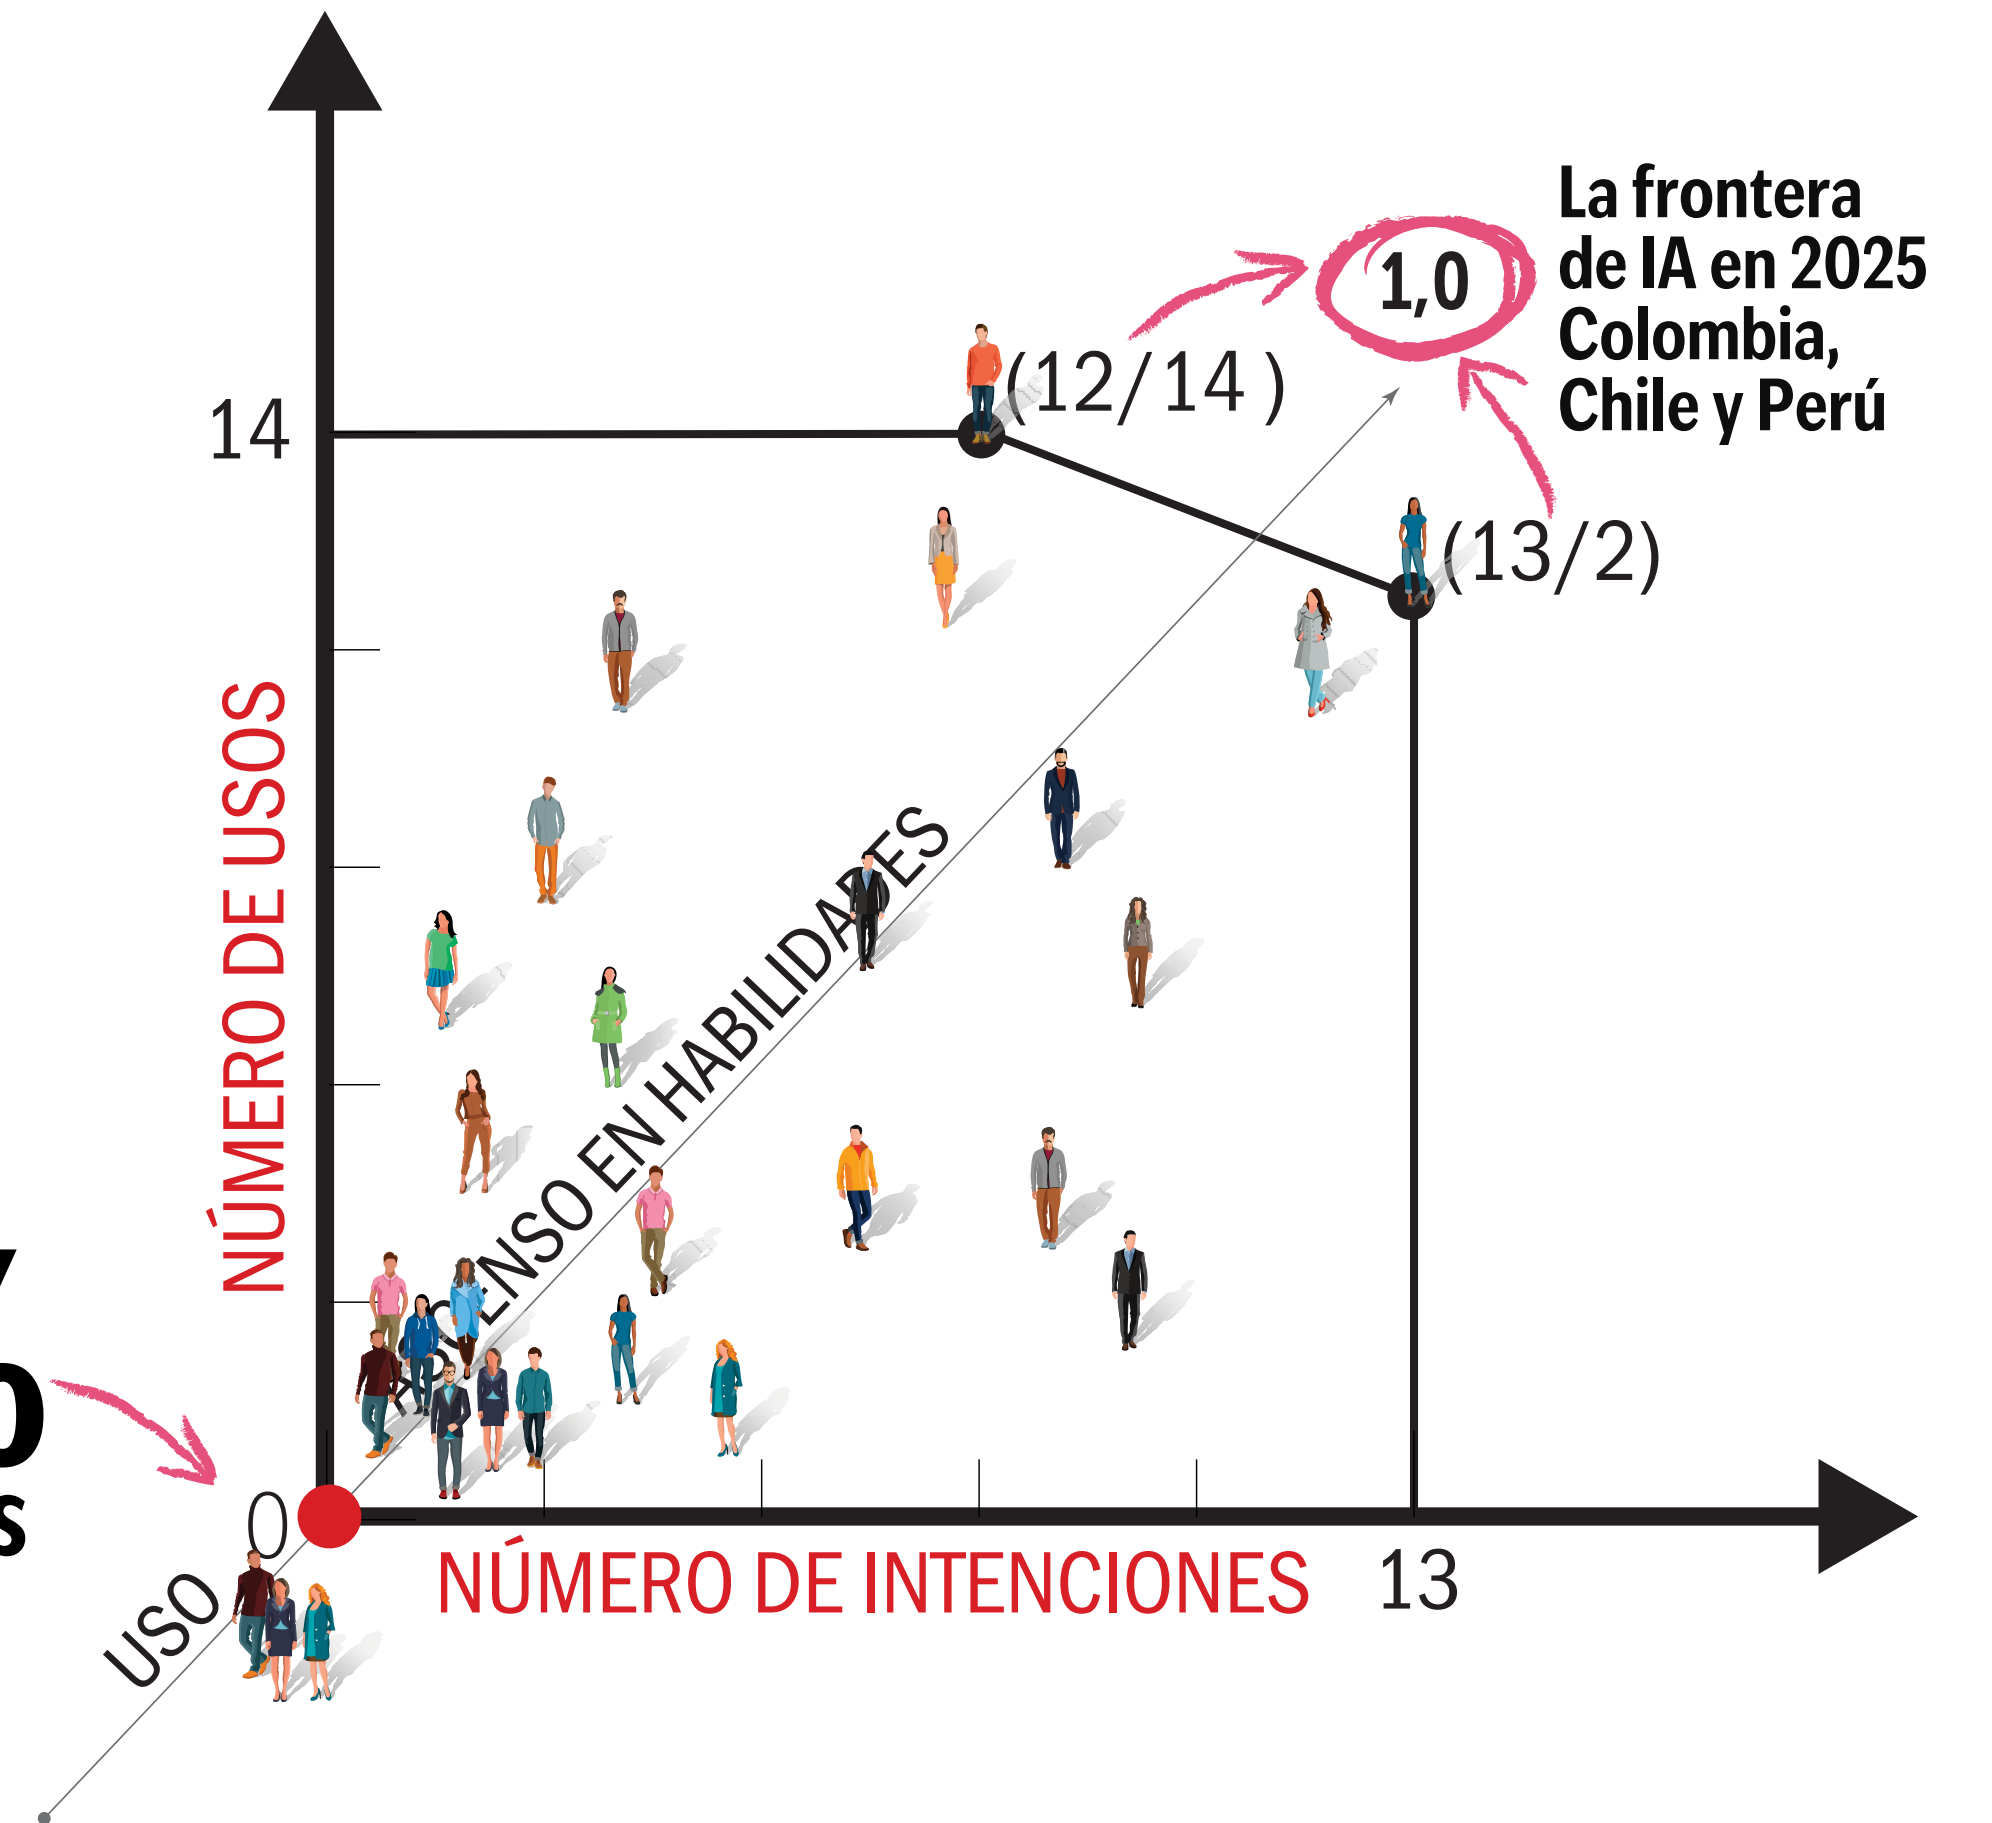 La frontera
de IA en 2025
Colombia,
Chile y Perú
1,0
(12/14 )
14
(13/2)
NÚMERO DE USOS
ASCENSO EN HABILIDADES
0
USO
NÚMERO DE INTENCIONES
13